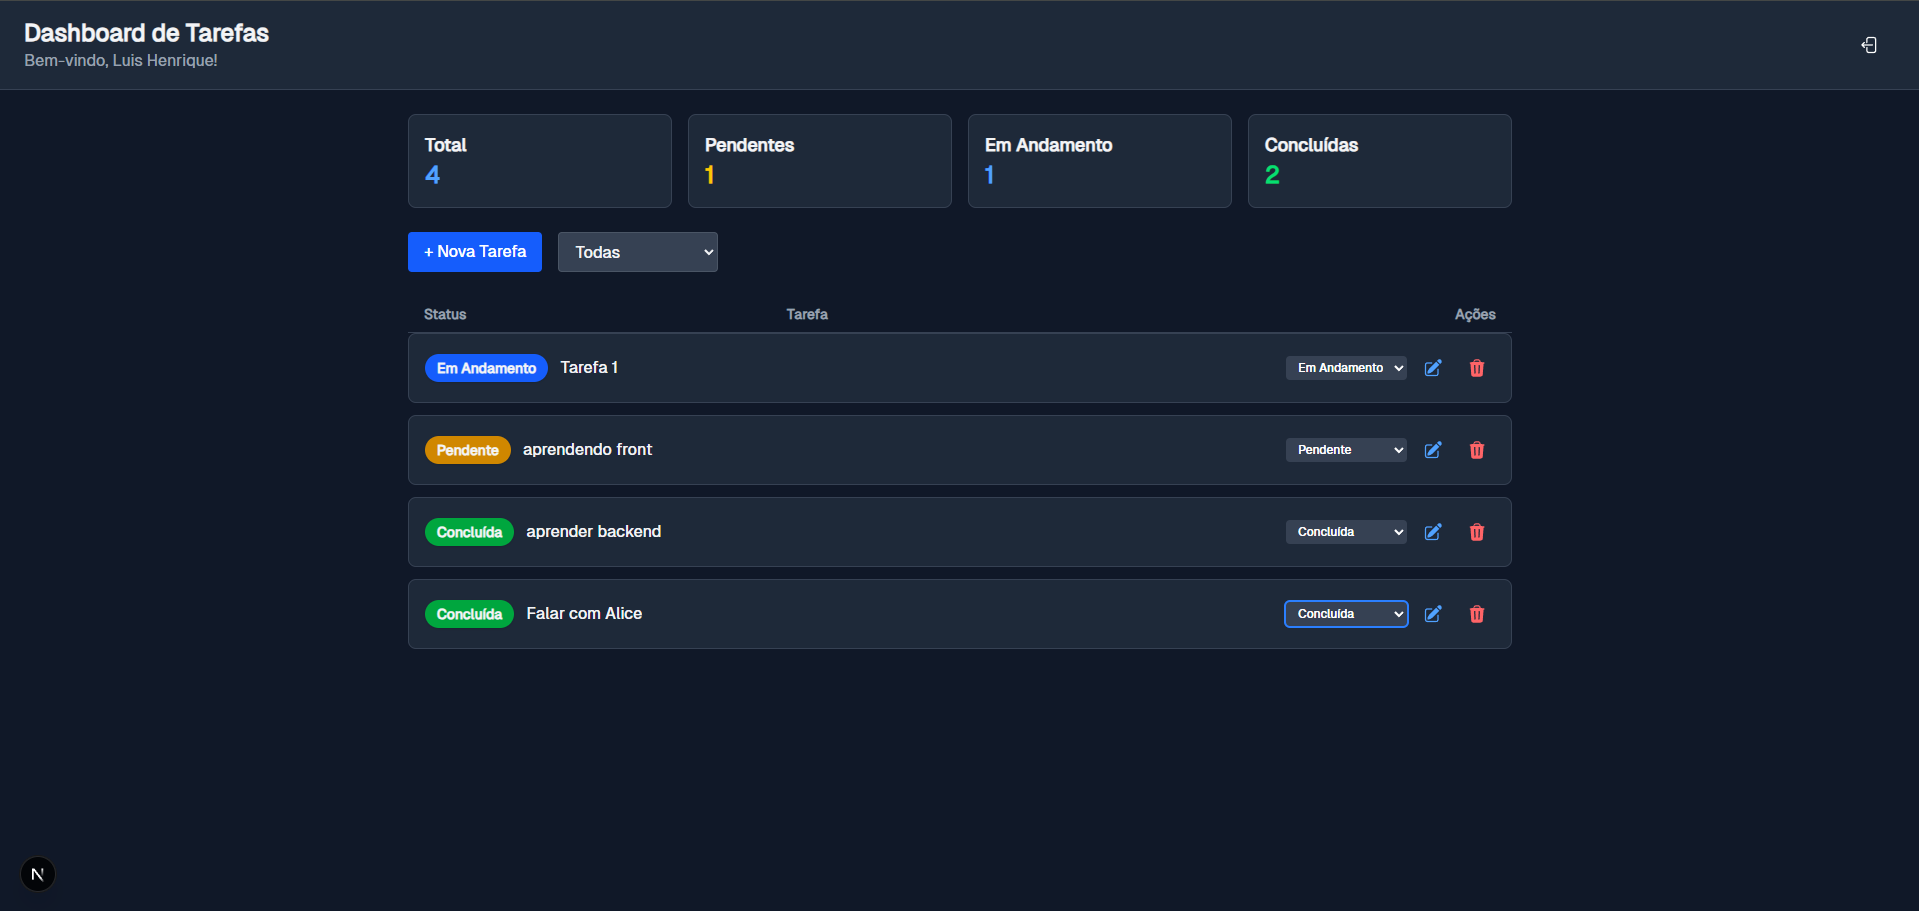 Dashboard de Tarefas
Bem-vindo, Luis Henrique!
Total
4
Pendentes
1
Em Andamento
1
Concluídas
2
+ Nova Tarefa
Todas
Status Tarefa Ações
Em Andamento Tarefa 1 Em Andamento
Pendente aprendendo front Pendente
Concluída aprender backend Concluída
Concluída Falar com Alice Concluída
N